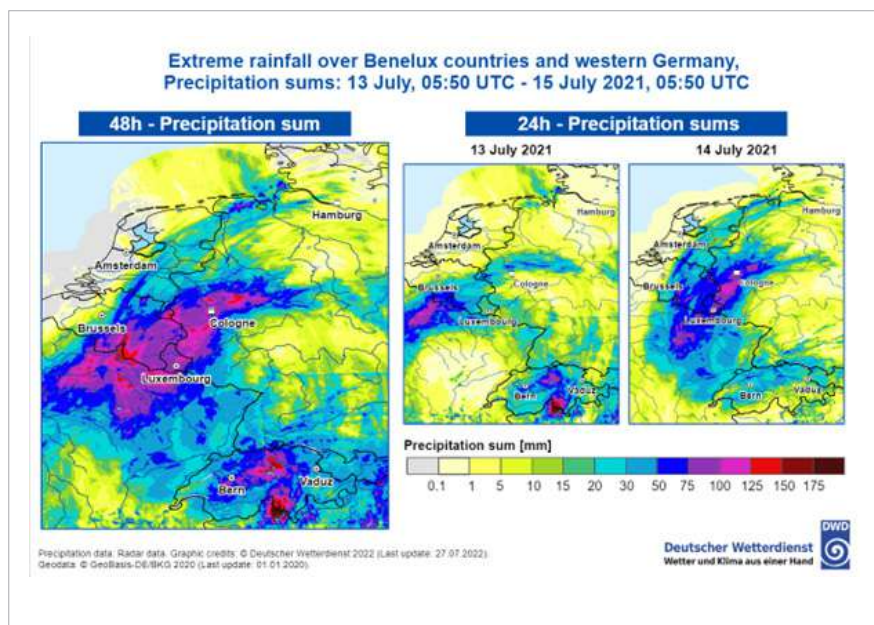 Extreme rainfall over Benelux countries and western Germany,
Precipitation sums: 13 July, 05:50 UTC - 15 July 2021, 05:50 UTC
48h - Precipitation sum
Hamburg
Amsterdam
Brussels
Cologne
Luxembourg
Bern
Vaduz
24h - Precipitation sums
13 July 2021
Hamburg
Amsterdam
Brussels
Cologne
Luxembourg
Bern
Vaduz
14 July 2021
Hamburg
Amsterdam
Brussels
Cologne
Luxembourg
Bern
Vaduz
Precipitation sum [mm]
0.1 1 5 10 15 20 30 50 75 100 125 150 175
Precipitation data: Radar data. Graphic credits: © Deutscher Wetterdienst 2022 (Last update: 27.07.2022).
Geodata: © GeoBasis-DE/BKG 2020 (Last update: 01.01.2020).
Deutscher Wetterdienst
Wetter und Klima aus einer Hand
DWD